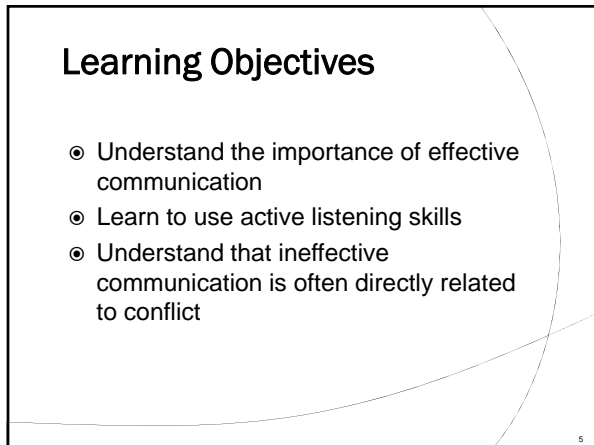 Learning Objectives
⦿ Understand the importance of effective
communication
⦿ Learn to use active listening skills
⦿ Understand that ineffective
communication is often directly related
to conflict
5